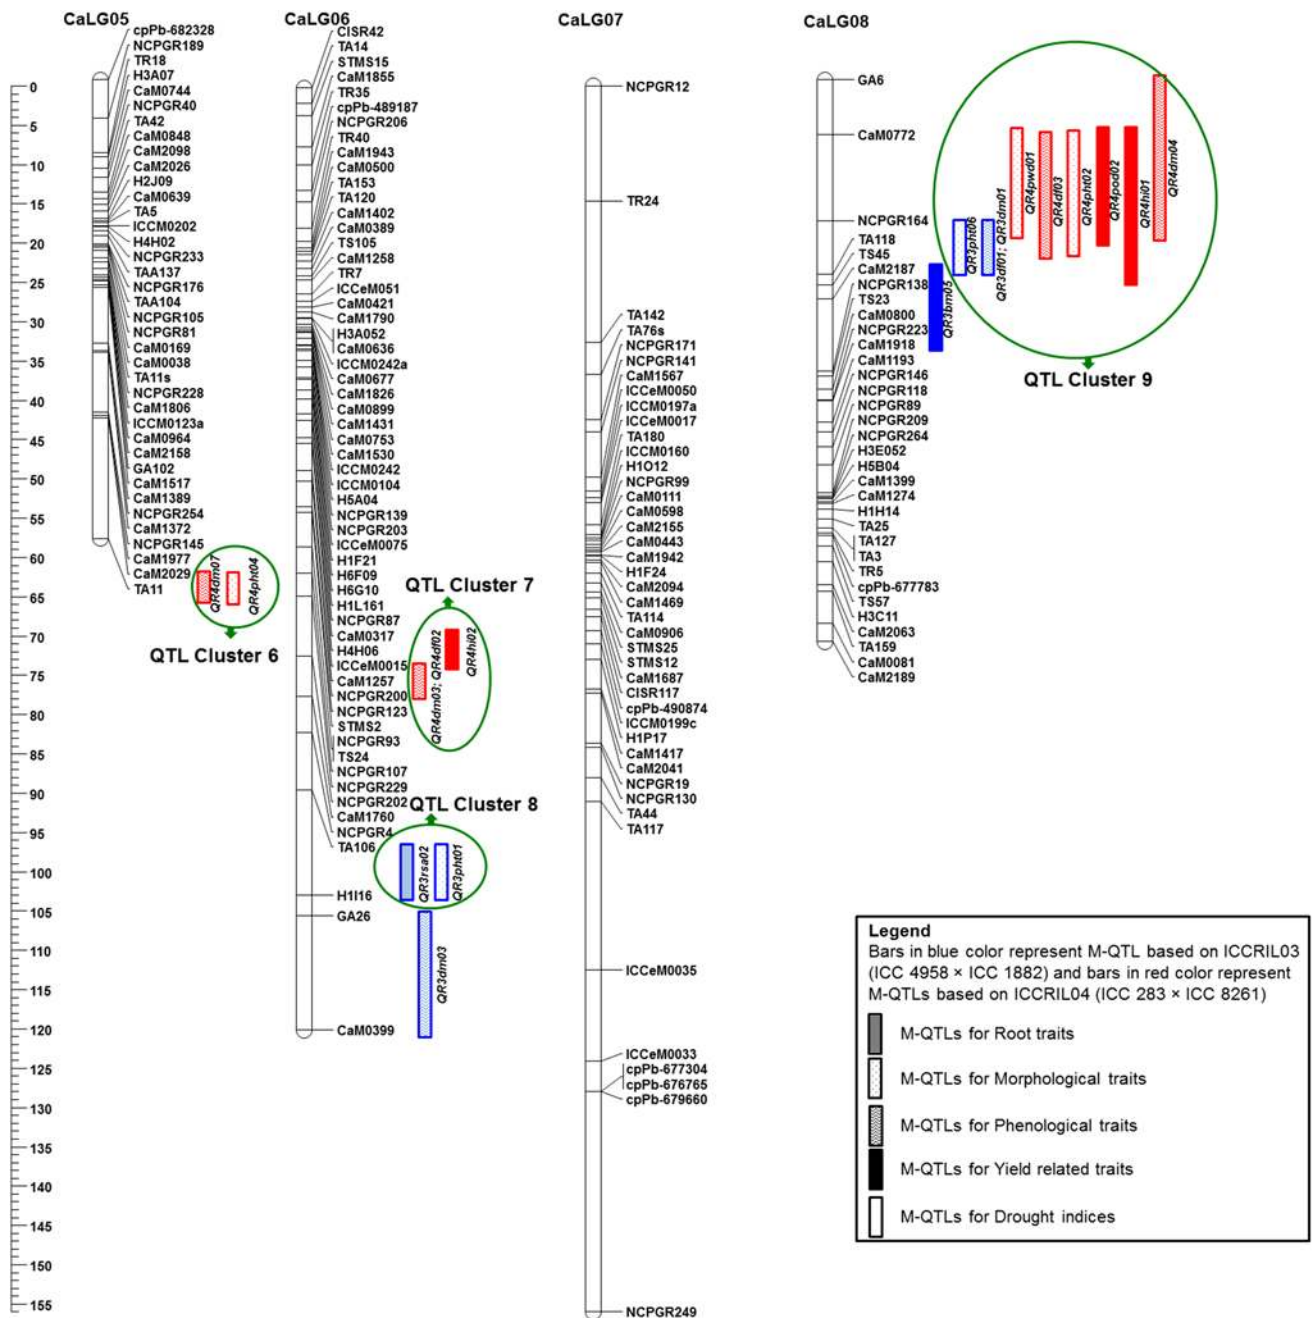 CaLG05
cpPb-682328
NCPGR189
TR18
H3A07
CaM0744
NCPGR40
TA42
CaM0848
CaM2098
CaM2026
H2J09
CaM0639
TA5
ICCM0202
H4H02
NCPGR233
TAA137
NCPGR176
TAA104
NCPGR105
NCPGR81
CaM0169
CaM0038
TA11s
NCPGR228
CaM1806
ICCM0123a
CaM0964
CaM2158
GA102
CaM1517
CaM1389
NCPGR254
CaM1372
NCPGR145
CaM1977
CaM2029
TA11
QR4dm07
QR4pht04
QTL Cluster 6
0
5
10
15
20
25
30
35
40
45
50
55
60
65
70
75
80
85
90
95
100
105
110
115
120
125
130
135
140
145
150
155
CaLG06
CISR42
TA14
STMS15
CaM1855
TR35
cpPb-489187
NCPGR206
TR40
CaM1943
CaM0500
TA153
TA120
CaM1402
CaM0389
TS105
CaM1258
TR7
ICCeM051
CaM0421
CaM1790
H3A052
CaM0636
ICCM0242a
CaM0677
CaM1826
CaM0899
CaM1431
CaM0753
CaM1530
ICCM0242
ICCM0104
H5A04
NCPGR139
NCPGR203
ICCeM0075
H1F21
H6F09
H6G10
H1L161
NCPGR87
CaM0317
H4H06
ICCeM0015
CaM1257
NCPGR200
NCPGR123
STMS2
NCPGR93
TS24
NCPGR107
NCPGR229
NCPGR202
CaM1760
NCPGR4
TA106
H1I16
GA26
CaM0399
QTL Cluster 7
QR4dm03; QR4df02
QR4hi02
QTL Cluster 8
QR3rsa02
QR3pht01
QR3dm03
CaLG07
NCPGR12
TR24
TA142
TA76s
NCPGR171
NCPGR141
CaM1567
ICCeM0050
ICCM0197a
ICCeM0017
TA180
ICCM0160
H1O12
NCPGR99
CaM0111
CaM0598
CaM2155
CaM0443
CaM1942
H1F24
CaM2094
CaM1469
TA114
CaM0906
STMS25
STMS12
CaM1687
CISR117
cpPb-490874
ICCM0199c
H1P17
CaM1417
CaM2041
NCPGR19
NCPGR130
TA44
TA117
ICCeM0035
ICCeM0033
cpPb-677304
cpPb-676765
cpPb-679660
NCPGR249
CaLG08
GA6
CaM0772
NCPGR164
TA118
TS45
CaM2187
NCPGR138
TS23
CaM0800
NCPGR223
CaM1918
CaM1193
NCPGR146
NCPGR118
NCPGR89
NCPGR209
NCPGR264
H3E052
H5B04
CaM1399
CaM1274
H1H14
TA25
TA127
TA3
TR5
cpPb-677783
TS57
H3C11
CaM2063
TA159
CaM0081
CaM2189
QR3bm05
QR3pht06
QR3df01; QR3dm01
QR4pwd01
QR4df03
QR4pht02
QR4pod02
QR4hi01
QR4dm04
QTL Cluster 9
Legend
Bars in blue color represent M-QTL based on ICCRIL03
(ICC 4958 × ICC 1882) and bars in red color represent
M-QTLs based on ICCRIL04 (ICC 283 × ICC 8261)
M-QTLs for Root traits
M-QTLs for Morphological traits
M-QTLs for Phenological traits
M-QTLs for Yield related traits
M-QTLs for Drought indices